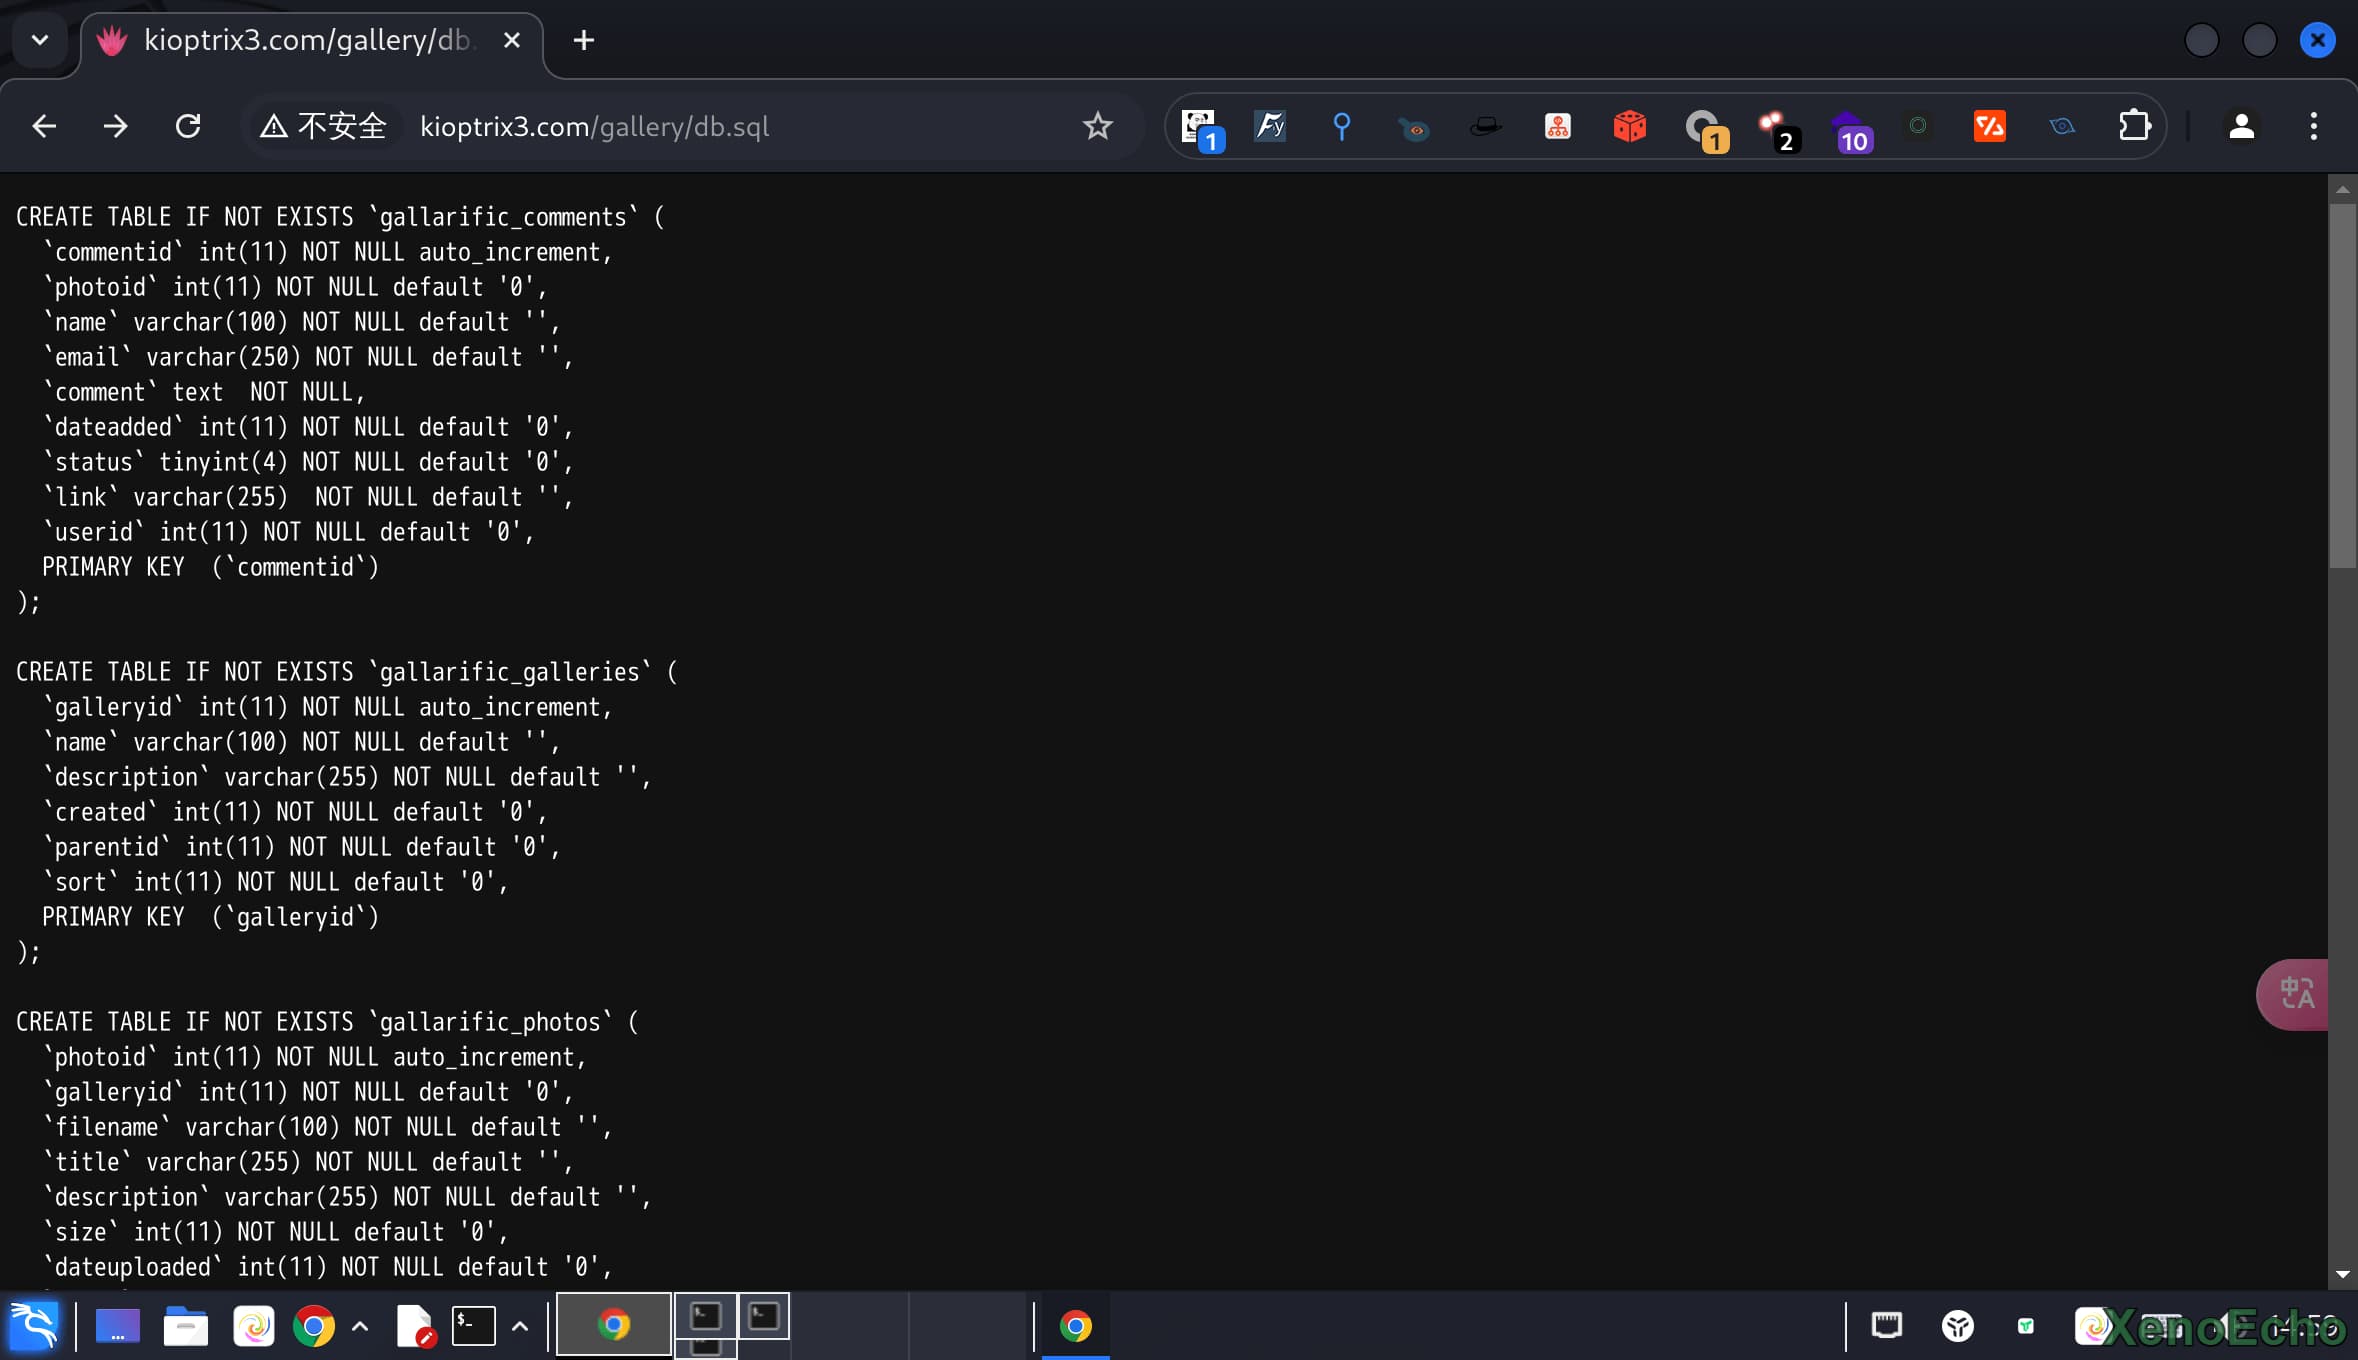 kioptrix3.com/gallery/db.
不安全
kioptrix3.com/gallery/db.sql
1
Fy
1
2
10
CREATE TABLE IF NOT EXISTS `gallarific_comments` (
  `commentid` int(11) NOT NULL auto_increment,
  `photoid` int(11) NOT NULL default '0',
  `name` varchar(100) NOT NULL default '',
  `email` varchar(250) NOT NULL default '',
  `comment` text  NOT NULL,
  `dateadded` int(11) NOT NULL default '0',
  `status` tinyint(4) NOT NULL default '0',
  `link` varchar(255)  NOT NULL default '',
  `userid` int(11) NOT NULL default '0',
  PRIMARY KEY  (`commentid`)
);
CREATE TABLE IF NOT EXISTS `gallarific_galleries` (
  `galleryid` int(11) NOT NULL auto_increment,
  `name` varchar(100) NOT NULL default '',
  `description` varchar(255) NOT NULL default '',
  `created` int(11) NOT NULL default '0',
  `parentid` int(11) NOT NULL default '0',
  `sort` int(11) NOT NULL default '0',
  PRIMARY KEY  (`galleryid`)
);
CREATE TABLE IF NOT EXISTS `gallarific_photos` (
  `photoid` int(11) NOT NULL auto_increment,
  `galleryid` int(11) NOT NULL default '0',
  `filename` varchar(100) NOT NULL default '',
  `title` varchar(255) NOT NULL default '',
  `description` varchar(255) NOT NULL default '',
  `size` int(11) NOT NULL default '0',
  `dateuploaded` int(11) NOT NULL default '0',
中A
XenoEcho